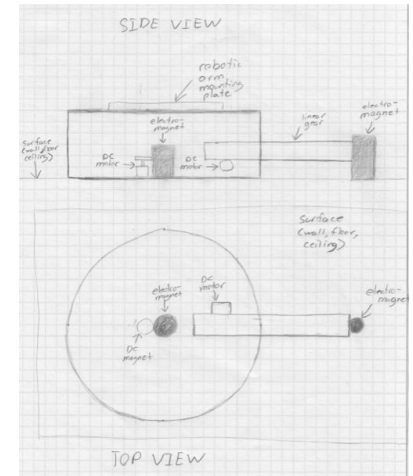 SIDE VIEW
robotic
arm
mounting
plate
electro-
magnet
linear
gear
electro-
magnet
surface
(wall, floor,
ceiling)
DC
motor
DC
motor
surface
(wall, floor,
ceiling)
electro-
magnet
DC
motor
electro-
magnet
DC
magnet
TOP VIEW